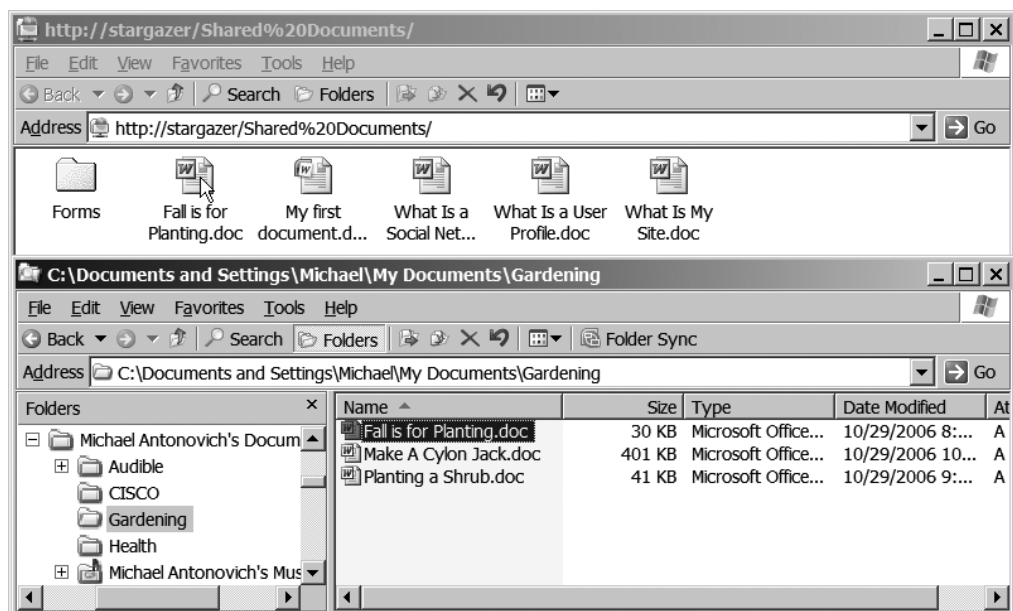 http://stargazer/Shared%20Documents/
File Edit View Favorites Tools Help
Back Search Folders
Address http://stargazer/Shared%20Documents/ Go
Forms
Fall is for
Planting.doc
My first
document.d...
What Is a
Social Net...
What Is a User
Profile.doc
What Is My
Site.doc
C:\Documents and Settings\Michael\My Documents\Gardening
File Edit View Favorites Tools Help
Back Search Folders Folder Sync
Address C:\Documents and Settings\Michael\My Documents\Gardening Go
Folders
Michael Antonovich's Docum
Audible
CISCO
Gardening
Health
Michael Antonovich's Mus
Name Size Type Date Modified At
Fall is for Planting.doc 30 KB Microsoft Office... 10/29/2006 8:... A
Make A Cylon Jack.doc 401 KB Microsoft Office... 10/29/2006 10... A
Planting a Shrub.doc 41 KB Microsoft Office... 10/29/2006 9:... A